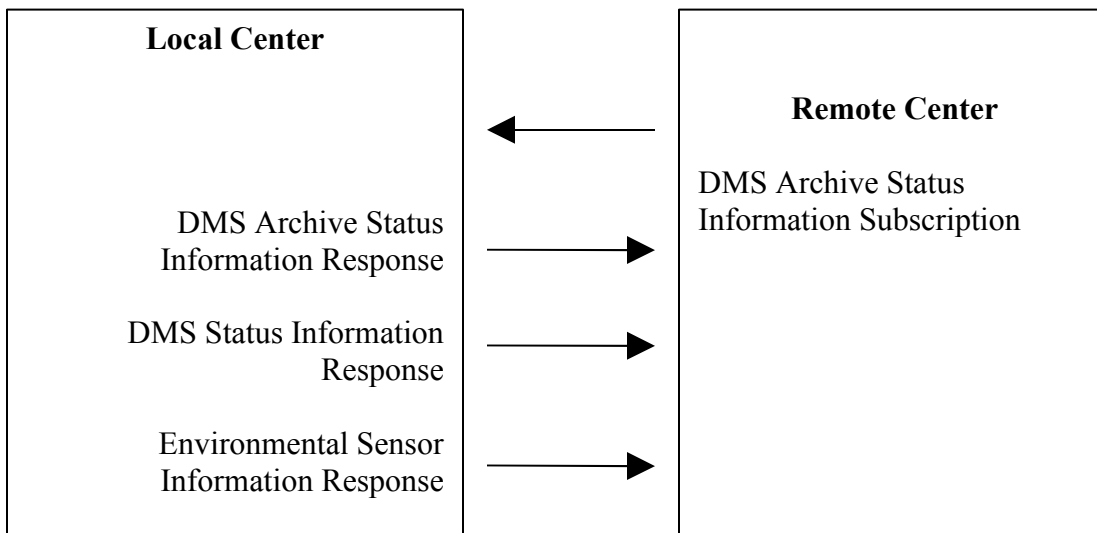 Local Center
DMS Archive Status
Information Response
DMS Status Information
Response
Environmental Sensor
Information Response
Remote Center
DMS Archive Status
Information Subscription